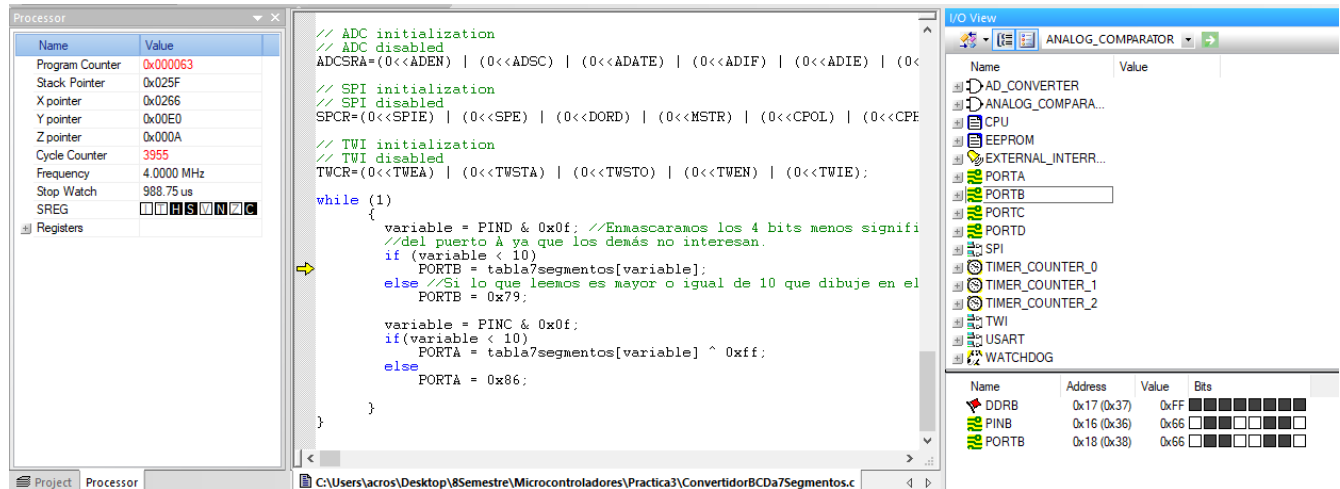 Processor
Name Value
Program Counter 0x000063
Stack Pointer 0x025F
X pointer 0x0266
Y pointer 0x00E0
Z pointer 0x000A
Cycle Counter 3955
Frequency 4.0000 MHz
Stop Watch 988.75 us
SREG I T H S V N Z C
Registers
Project Processor
// ADC initialization
// ADC disabled
ADCSRA=(0<<ADEN) | (0<<ADSC) | (0<<ADATE) | (0<<ADIF) | (0<<ADIE) | (0<
// SPI initialization
// SPI disabled
SPCR=(0<<SPIE) | (0<<SPE) | (0<<DORD) | (0<<MSTR) | (0<<CPOL) | (0<<CPH
// TWI initialization
// TWI disabled
TWCR=(0<<TWEA) | (0<<TWSTA) | (0<<TWSTO) | (0<<TWEN) | (0<<TWIE);
while (1)
{
variable = PIND & 0x0f; //Enmascaramos los 4 bits menos signifi
//del puerto A ya que los demás no interesan.
if (variable < 10)
PORTB = tabla7segmentos[variable];
else //Si lo que leemos es mayor o igual de 10 que dibuje en el
PORTB = 0x79;
variable = PINC & 0x0f;
if(variable < 10)
PORTA = tabla7segmentos[variable] ^ 0xff;
else
PORTA = 0x86;
}
}
C:\Users\acros\Desktop\8Semestre\Microcontroladores\Practica3\ConvertidorBCDa7Segmentos.c
I/O View
ANALOG_COMPARATOR
Name Value
AD_CONVERTER
ANALOG_COMPARA...
CPU
EEPROM
EXTERNAL_INTERR...
PORTA
PORTB
PORTC
PORTD
SPI
TIMER_COUNTER_0
TIMER_COUNTER_1
TIMER_COUNTER_2
TWI
USART
WATCHDOG
Name Address Value Bits
DDRB 0x17 (0x37) 0xFF
PINB 0x16 (0x36) 0x66
PORTB 0x18 (0x38) 0x66